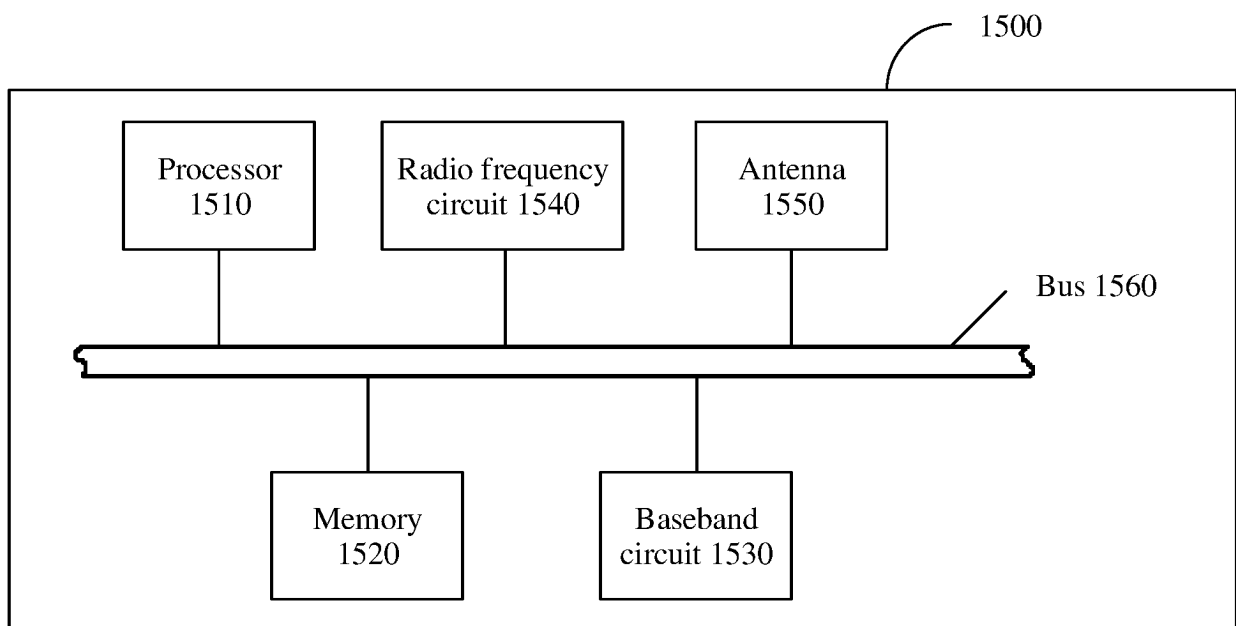 1500
Processor
1510
Radio frequency
circuit 1540
Antenna
1550
Bus 1560
Memory
1520
Baseband
circuit 1530